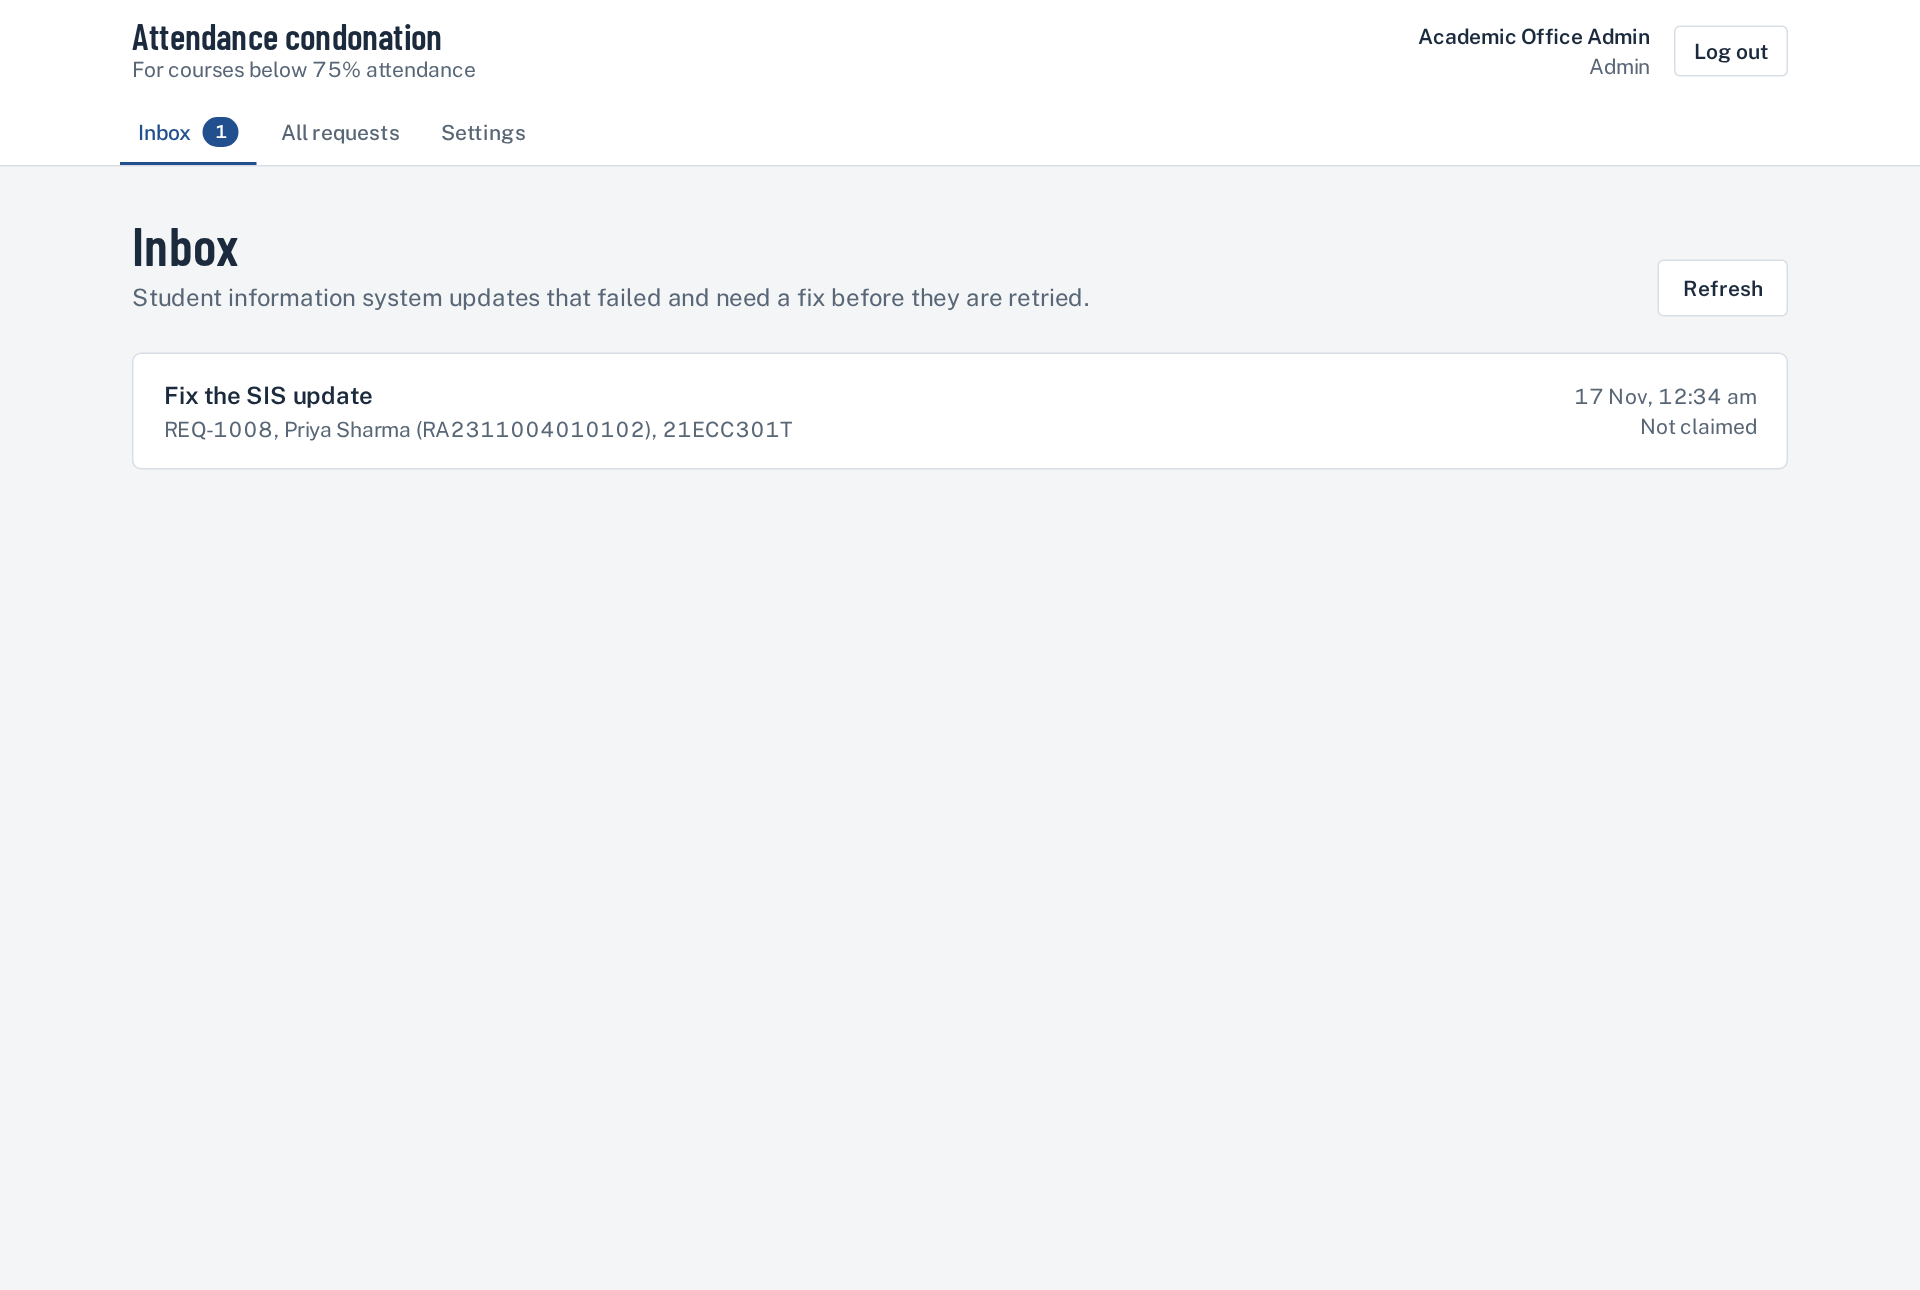 Attendance condonation
For courses below 75% attendance
Academic Office Admin
Admin
Log out
Inbox 1
All requests
Settings
Inbox
Student information system updates that failed and need a fix before they are retried.
Refresh
Fix the SIS update
REQ-1008, Priya Sharma (RA2311004010102), 21ECC301T
17 Nov, 12:34 am
Not claimed